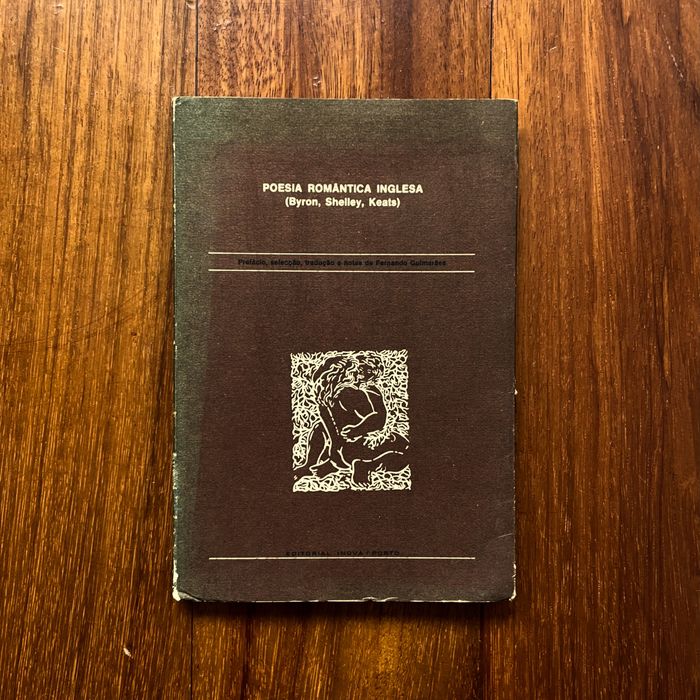 POESIA ROMÂNTICA INGLESA
(Byron, Shelley, Keats)
Prefácio, selecção, tradução e notas de Fernando Guimarães
EDITORIAL INOVA / PORTO